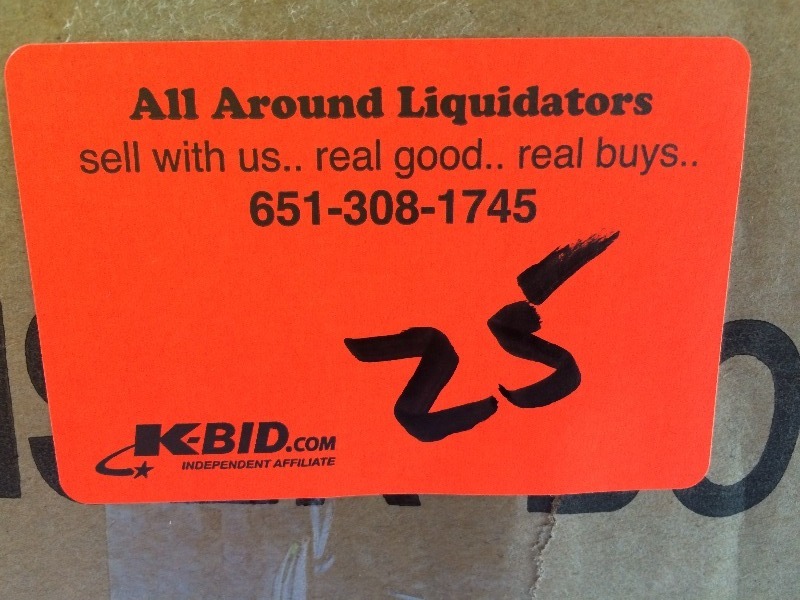 All Around Liquidators
sell with us.. real good.. real buys..
651-308-1745
25
K-BID.COM
INDEPENDENT AFFILIATE